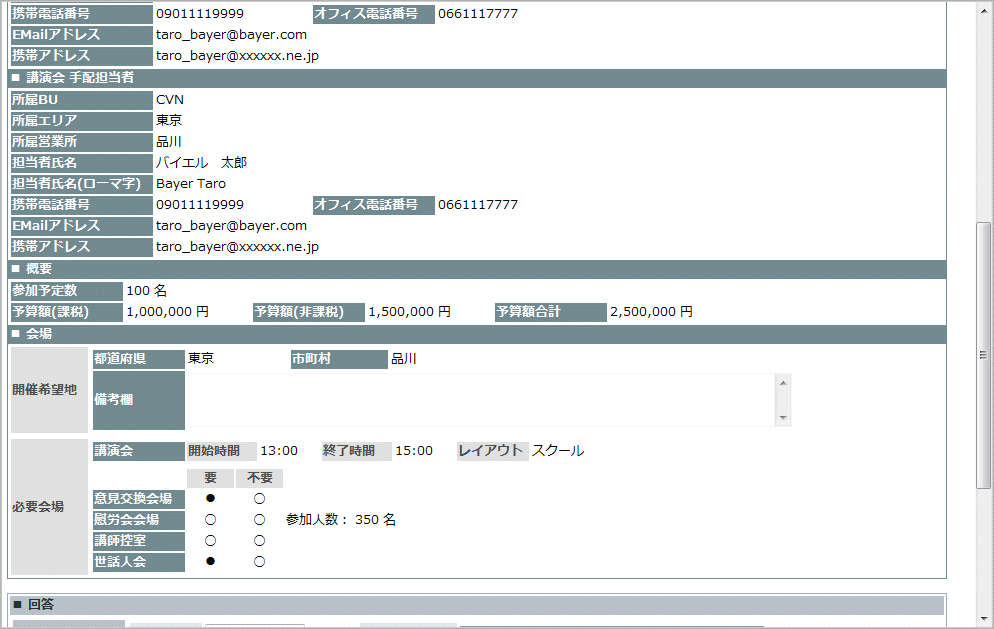 携帯電話番号 09011119999 オフィス電話番号 0661117777
EMailアドレス taro_bayer@bayer.com
携帯アドレス taro_bayer@xxxxxx.ne.jp
■ 講演会 手配担当者
所属BU CVN
所属エリア 東京
所属営業所 品川
担当者氏名 バイエル　太郎
担当者氏名(ローマ字) Bayer Taro
携帯電話番号 09011119999 オフィス電話番号 0661117777
EMailアドレス taro_bayer@bayer.com
携帯アドレス taro_bayer@xxxxxx.ne.jp
■ 概要
参加予定数 100 名
予算額(課税) 1,000,000 円 予算額(非課税) 1,500,000 円 予算額合計 2,500,000 円
■ 会場
開催希望地 都道府県 東京 市町村 品川
備考欄
必要会場 講演会 開始時間 13:00 終了時間 15:00 レイアウト スクール
要 不要
意見交換会場 ● ○
慰労会会場 ○ ○ 参加人数： 350 名
講師控室 ○ ○
世話人会 ● ○
■ 回答